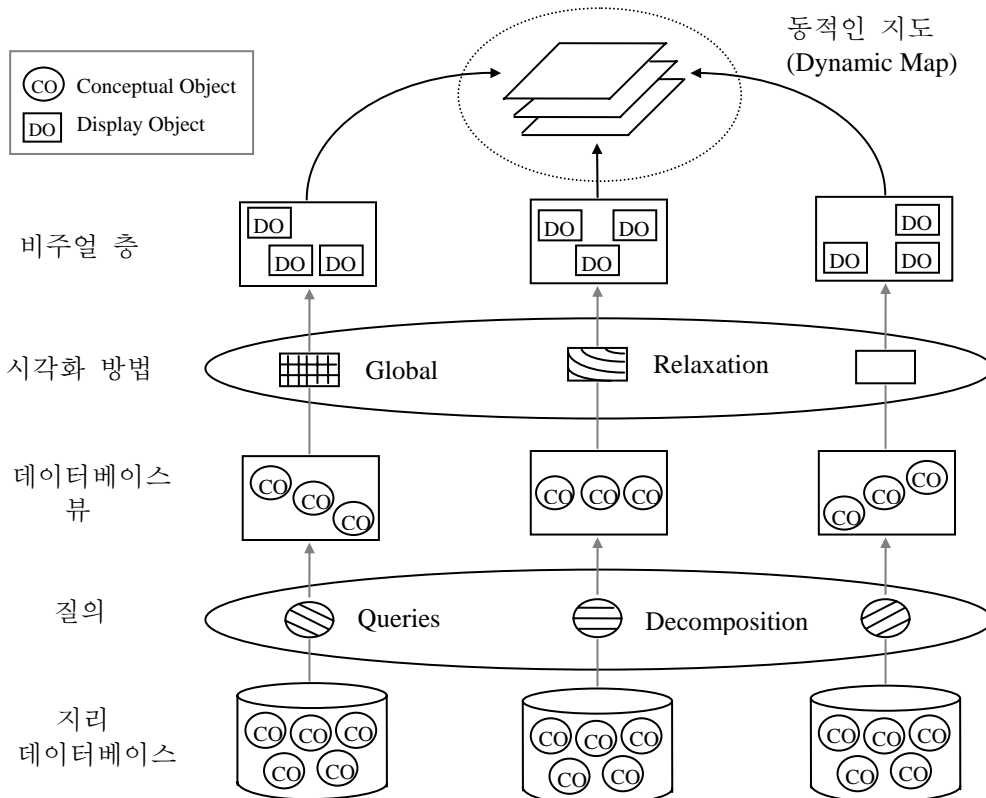 동적인 지도
(Dynamic Map)
CO Conceptual Object
DO Display Object
비주얼 층
DO
DO DO
DO DO
DO
DO
DO DO
시각화 방법
Global
Relaxation
데이터베이스
뷰
CO
CO
CO
CO CO CO
CO
CO
CO
질의
Queries
Decomposition
지리
데이터베이스
CO CO CO
CO CO
CO CO CO
CO CO
CO CO CO
CO CO